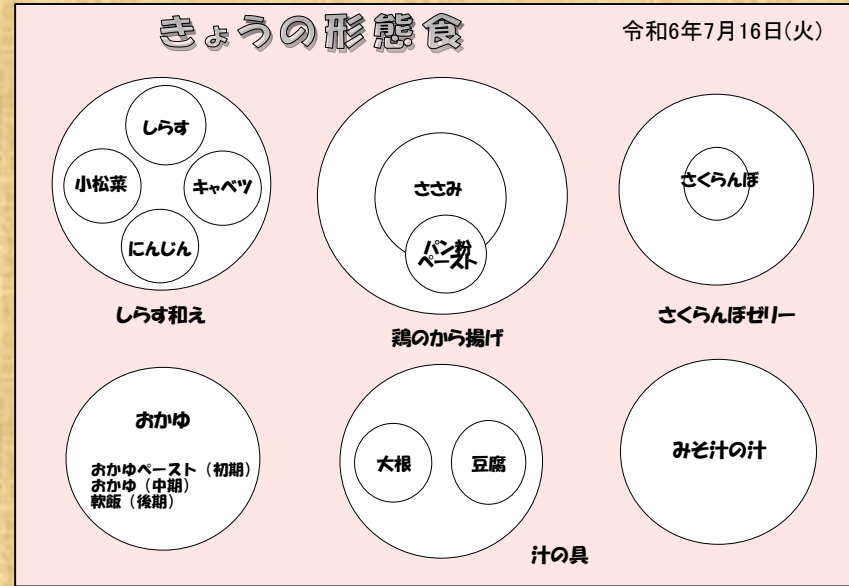 きょうの形態食
令和6年7月16日(火)
しらす
小松菜
キャベツ
にんじん
しらす和え
ささみ
パン粉
ペースト
鶏のから揚げ
さくらんぼ
さくらんぼゼリー
おかゆ
おかゆペースト（初期）
おかゆ（中期）
軟飯（後期）
大根
豆腐
汁の具
みそ汁の汁